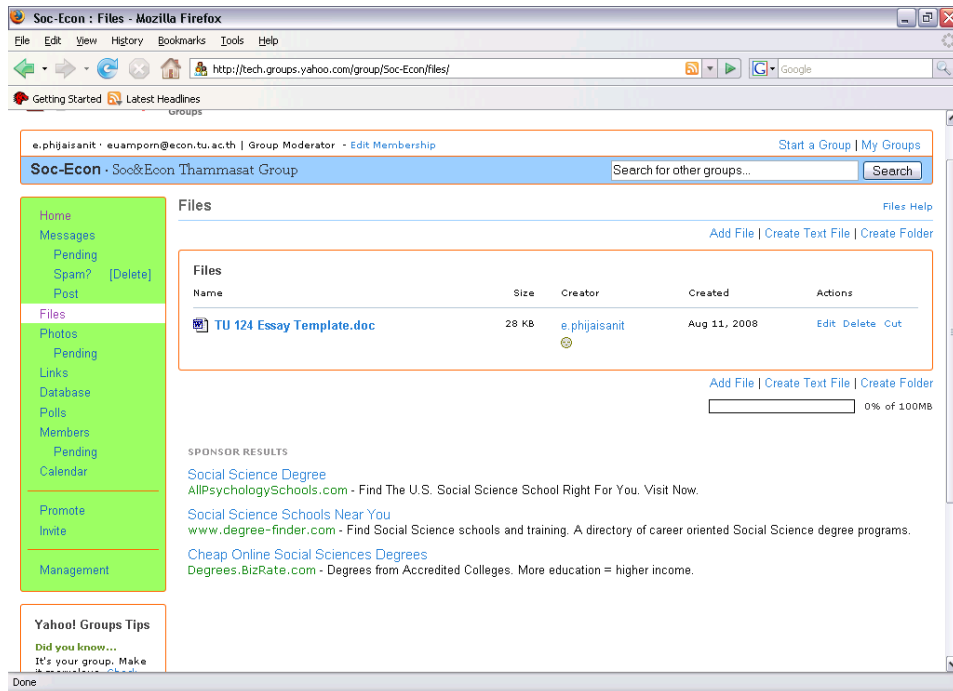 Soc-Econ : Files - Mozilla Firefox
File Edit View History Bookmarks Tools Help
http://tech.groups.yahoo.com/group/Soc-Econ/files/ G Google
Getting Started Latest Headlines
Groups
e.phijaisanit · euamporn@econ.tu.ac.th | Group Moderator - Edit Membership Start a Group | My Groups
Soc-Econ · Soc&Econ Thammasat Group Search for other groups... Search
Home
Messages
Pending
Spam? [Delete]
Post
Files
Photos
Pending
Links
Database
Polls
Members
Pending
Calendar
Promote
Invite
Management
Files Files Help
Add File | Create Text File | Create Folder
Files
Name Size Creator Created Actions
W TU 124 Essay Template.doc 28 KB e.phijaisanit Aug 11, 2008 Edit Delete Cut
Add File | Create Text File | Create Folder
0% of 100MB
SPONSOR RESULTS
Social Science Degree
AllPsychologySchools.com - Find The U.S. Social Science School Right For You. Visit Now.
Social Science Schools Near You
www.degree-finder.com - Find Social Science schools and training. A directory of career oriented Social Science degree programs.
Cheap Online Social Sciences Degrees
Degrees.BizRate.com - Degrees from Accredited Colleges. More education = higher income.
Yahoo! Groups Tips
Did you know...
It's your group. Make
Done